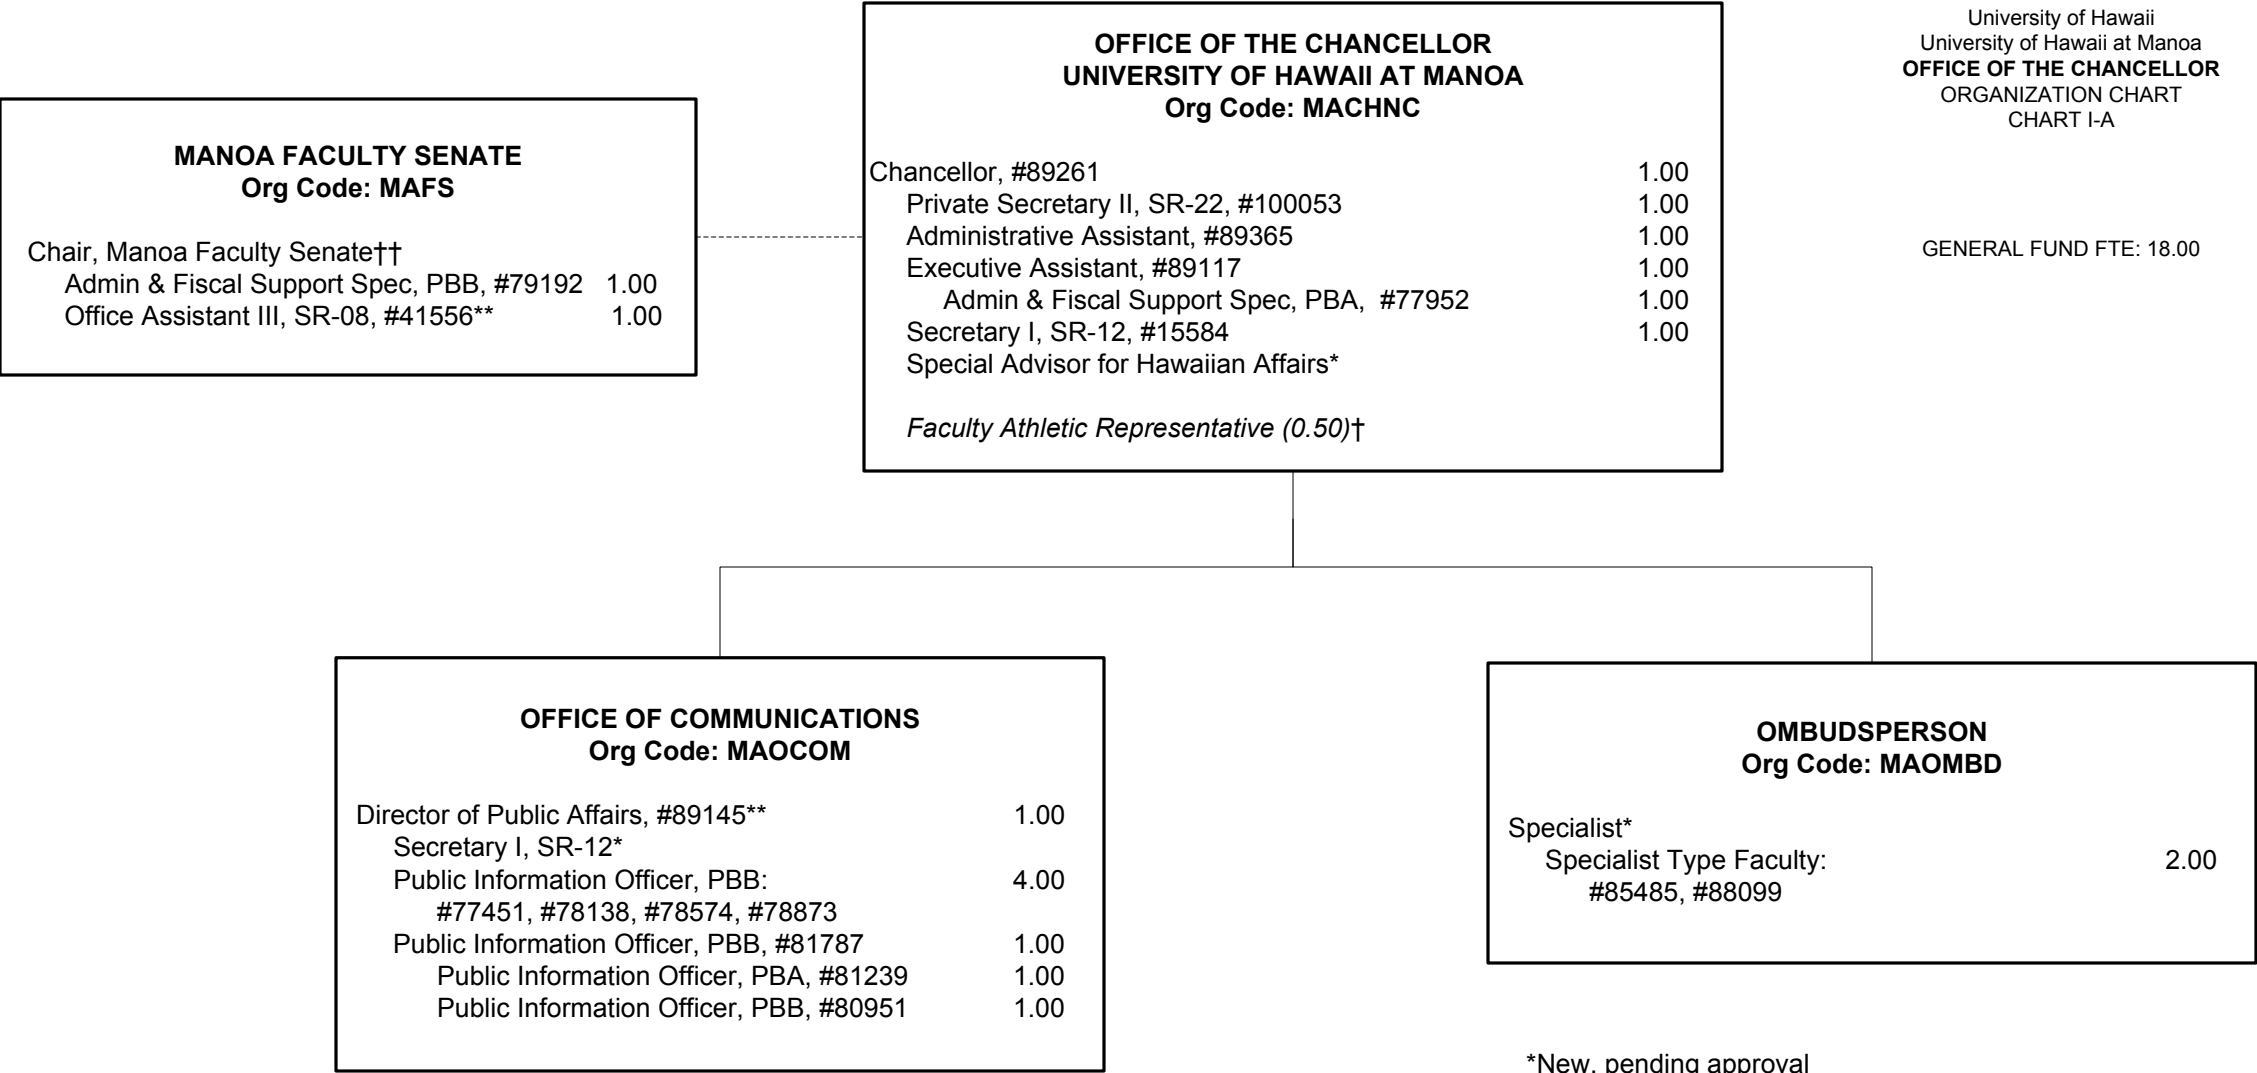 University of Hawaii
University of Hawaii at Manoa
OFFICE OF THE CHANCELLOR
ORGANIZATION CHART
CHART I-A
GENERAL FUND FTE: 18.00
OFFICE OF THE CHANCELLOR
UNIVERSITY OF HAWAII AT MANOA
Org Code: MACHNC
Chancellor, #89261 1.00
Private Secretary II, SR-22, #100053 1.00
Administrative Assistant, #89365 1.00
Executive Assistant, #89117 1.00
Admin & Fiscal Support Spec, PBA, #77952 1.00
Secretary I, SR-12, #15584 1.00
Special Advisor for Hawaiian Affairs*
Faculty Athletic Representative (0.50)†
MANOA FACULTY SENATE
Org Code: MAFS
Chair, Manoa Faculty Senate††
Admin & Fiscal Support Spec, PBB, #79192 1.00
Office Assistant III, SR-08, #41556** 1.00
OFFICE OF COMMUNICATIONS
Org Code: MAOCOM
Director of Public Affairs, #89145** 1.00
Secretary I, SR-12*
Public Information Officer, PBB: 4.00
#77451, #78138, #78574, #78873
Public Information Officer, PBB, #81787 1.00
Public Information Officer, PBA, #81239 1.00
Public Information Officer, PBB, #80951 1.00
OMBUDSPERSON
Org Code: MAOMBD
Specialist*
Specialist Type Faculty: 2.00
#85485, #88099
*New, pending approval